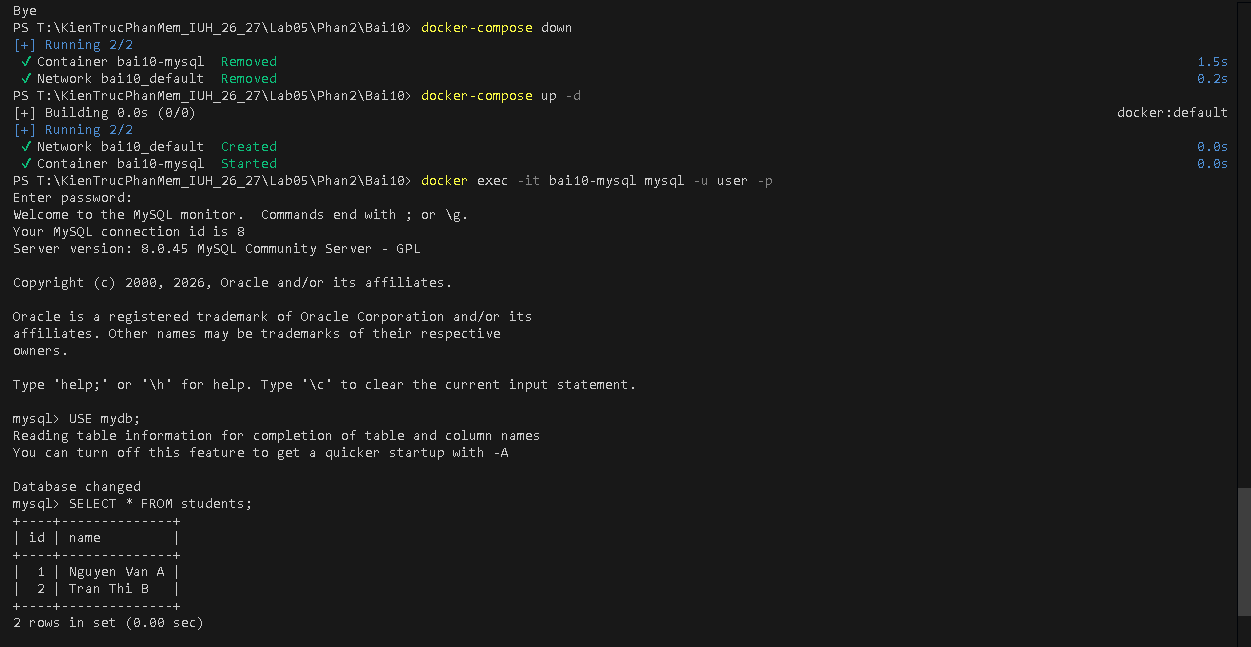 Bye
PS T:\KienTrucPhanMem_IUH_26_27\Lab05\Phan2\Bai10> docker-compose down
[+] Running 2/2
✓ Container bai10-mysql  Removed 1.5s
✓ Network bai10_default  Removed 0.2s
PS T:\KienTrucPhanMem_IUH_26_27\Lab05\Phan2\Bai10> docker-compose up -d
[+] Building 0.0s (0/0) docker:default
[+] Running 2/2
✓ Network bai10_default  Created 0.0s
✓ Container bai10-mysql  Started 0.0s
PS T:\KienTrucPhanMem_IUH_26_27\Lab05\Phan2\Bai10> docker exec -it bai10-mysql mysql -u user -p
Enter password:
Welcome to the MySQL monitor.  Commands end with ; or \g.
Your MySQL connection id is 8
Server version: 8.0.45 MySQL Community Server - GPL
Copyright (c) 2000, 2026, Oracle and/or its affiliates.
Oracle is a registered trademark of Oracle Corporation and/or its
affiliates. Other names may be trademarks of their respective
owners.
Type 'help;' or '\h' for help. Type '\c' to clear the current input statement.
mysql> USE mydb;
Reading table information for completion of table and column names
You can turn off this feature to get a quicker startup with -A
Database changed
mysql> SELECT * FROM students;
+----+--------------+
| id | name         |
+----+--------------+
|  1 | Nguyen Van A |
|  2 | Tran Thi B   |
+----+--------------+
2 rows in set (0.00 sec)